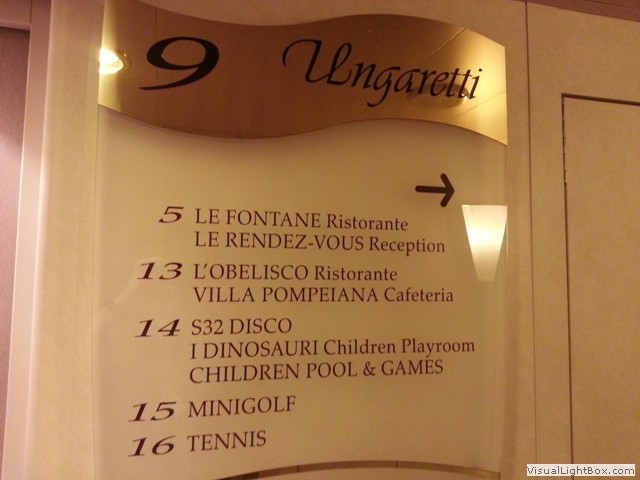 9 Ungaretti
5 LE FONTANE Ristorante
LE RENDEZ-VOUS Reception
13 L'OBELISCO Ristorante
VILLA POMPEIANA Cafeteria
14 S32 DISCO
I DINOSAURI Children Playroom
CHILDREN POOL & GAMES
15 MINIGOLF
16 TENNIS
VisualLightBox.com